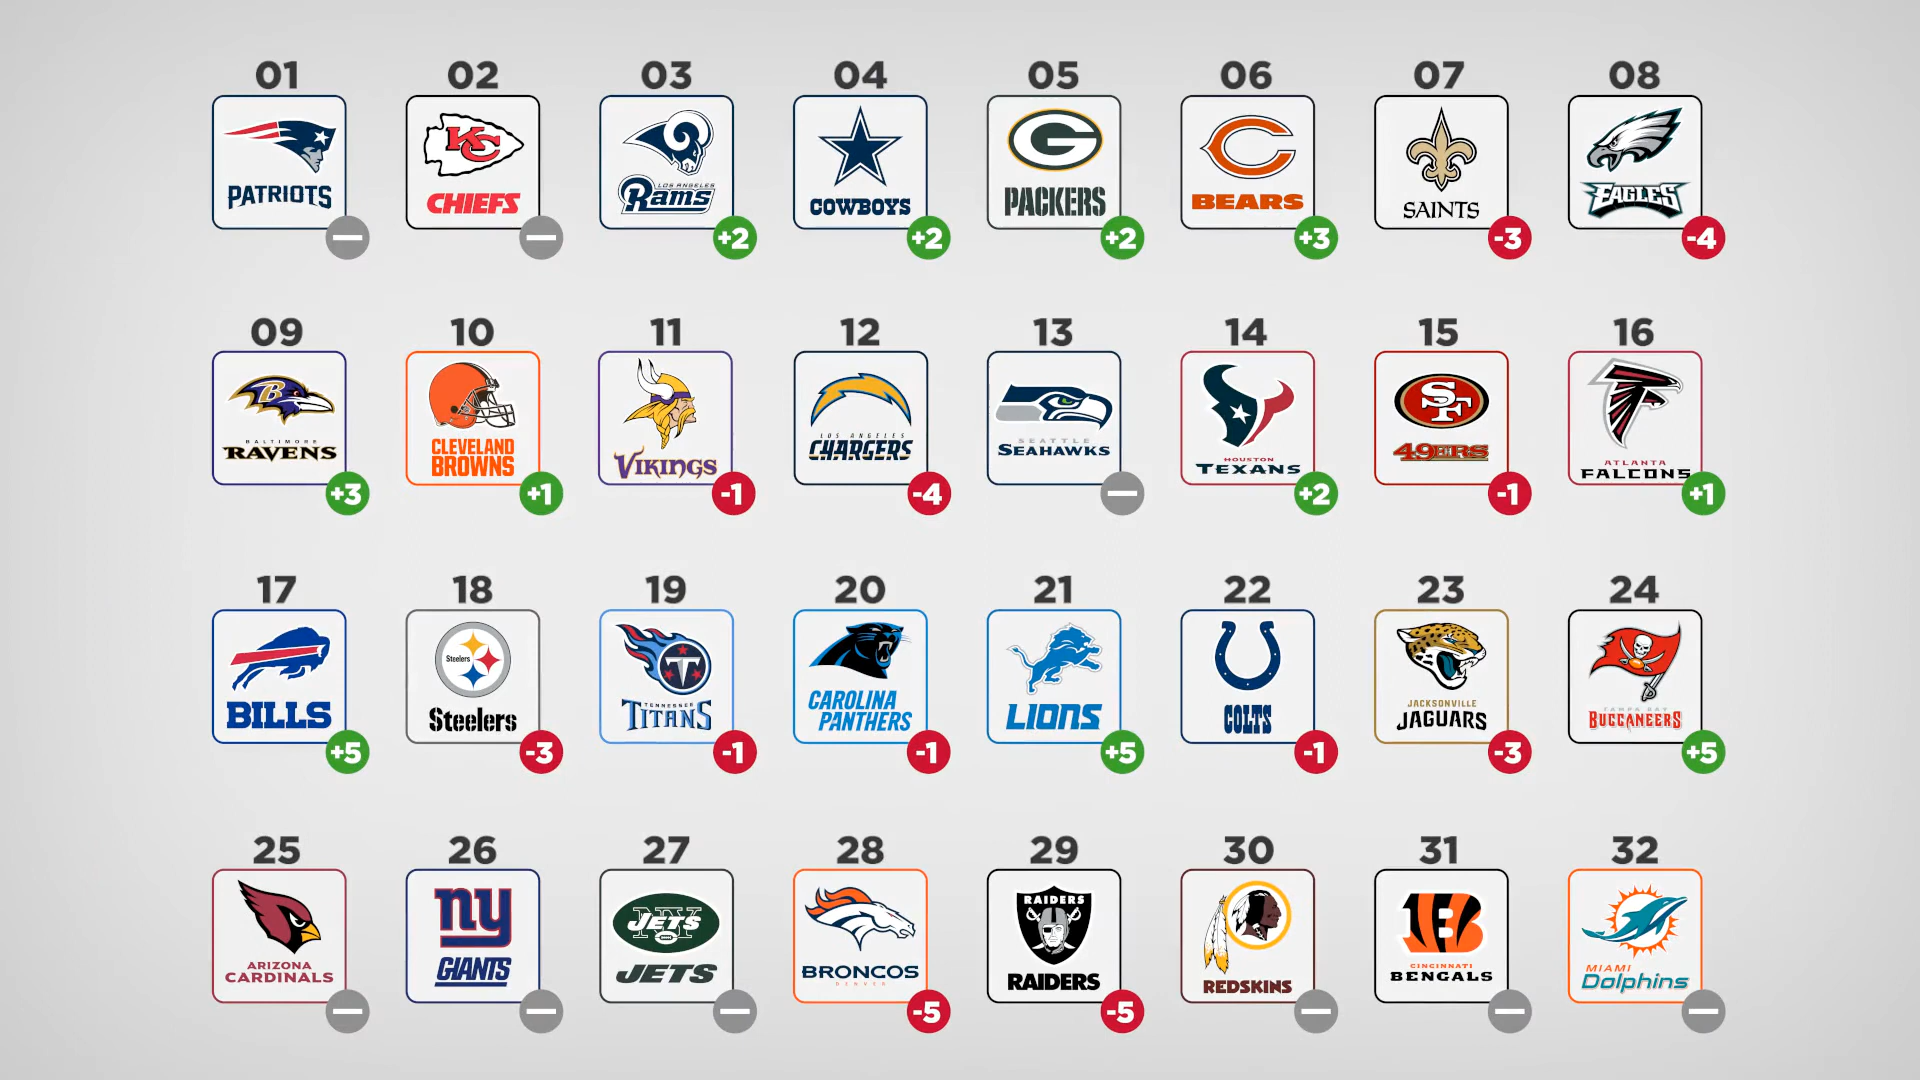 01 02 03 04 05 06 07 08
PATRIOTS
KC
CHIEFS
LOS ANGELES
Rams
COWBOYS
G
PACKERS
C
BEARS
SAINTS
EAGLES
— — +2 +2 +2 +3 -3 -4
09 10 11 12 13 14 15 16
B
BALTIMORE
RAVENS
CLEVELAND
BROWNS
VIKINGS
LOS ANGELES
CHARGERS
SEATTLE
SEAHAWKS
HOUSTON
TEXANS
SF
49ERS
ATLANTA
FALCONS
+3 +1 -1 -4 — +2 -1 +1
17 18 19 20 21 22 23 24
BILLS
Steelers
Steelers
T
TENNESSEE
TITANS
CAROLINA
PANTHERS
LIONS
COLTS
JACKSONVILLE
JAGUARS
TAMPA BAY
BUCCANEERS
+5 -3 -1 -1 +5 -1 -3 +5
25 26 27 28 29 30 31 32
ARIZONA
CARDINALS
ny
GIANTS
NY
JETS
JETS
BRONCOS
DENVER
RAIDERS
RAIDERS
REDSKINS
B
CINCINNATI
BENGALS
MIAMI
Dolphins
— — — -5 -5 — — —